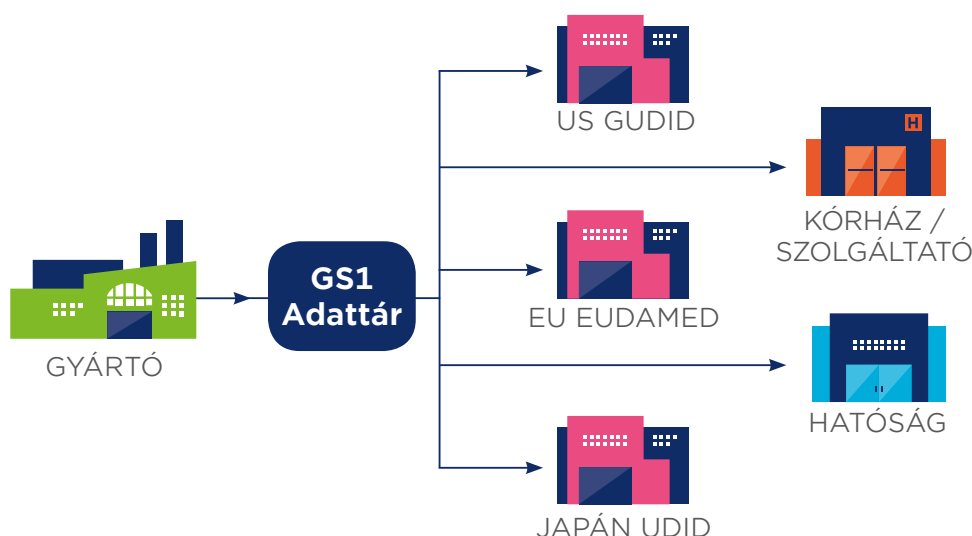 US GUDID
H
KÓRHÁZ /
SZOLGÁLTATÓ
GS1
Adattár
GYÁRTÓ
EU EUDAMED
HATÓSÁG
JAPÁN UDID